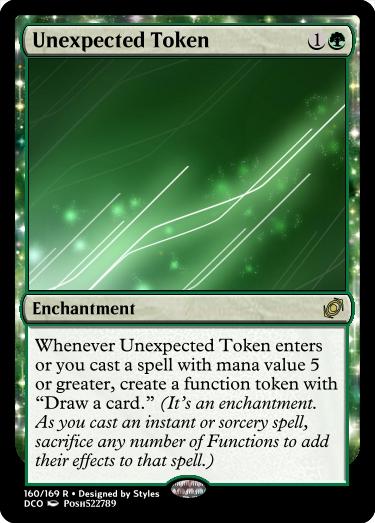 Unexpected Token 1
Enchantment
Whenever Unexpected Token enters
or you cast a spell with mana value 5
or greater, create a function token with
“Draw a card.” (It's an enchantment.
As you cast an instant or sorcery spell,
sacrifice any number of Functions to add
their effects to that spell.)
160/169 R • Designed by Styles
DCO POSH522789